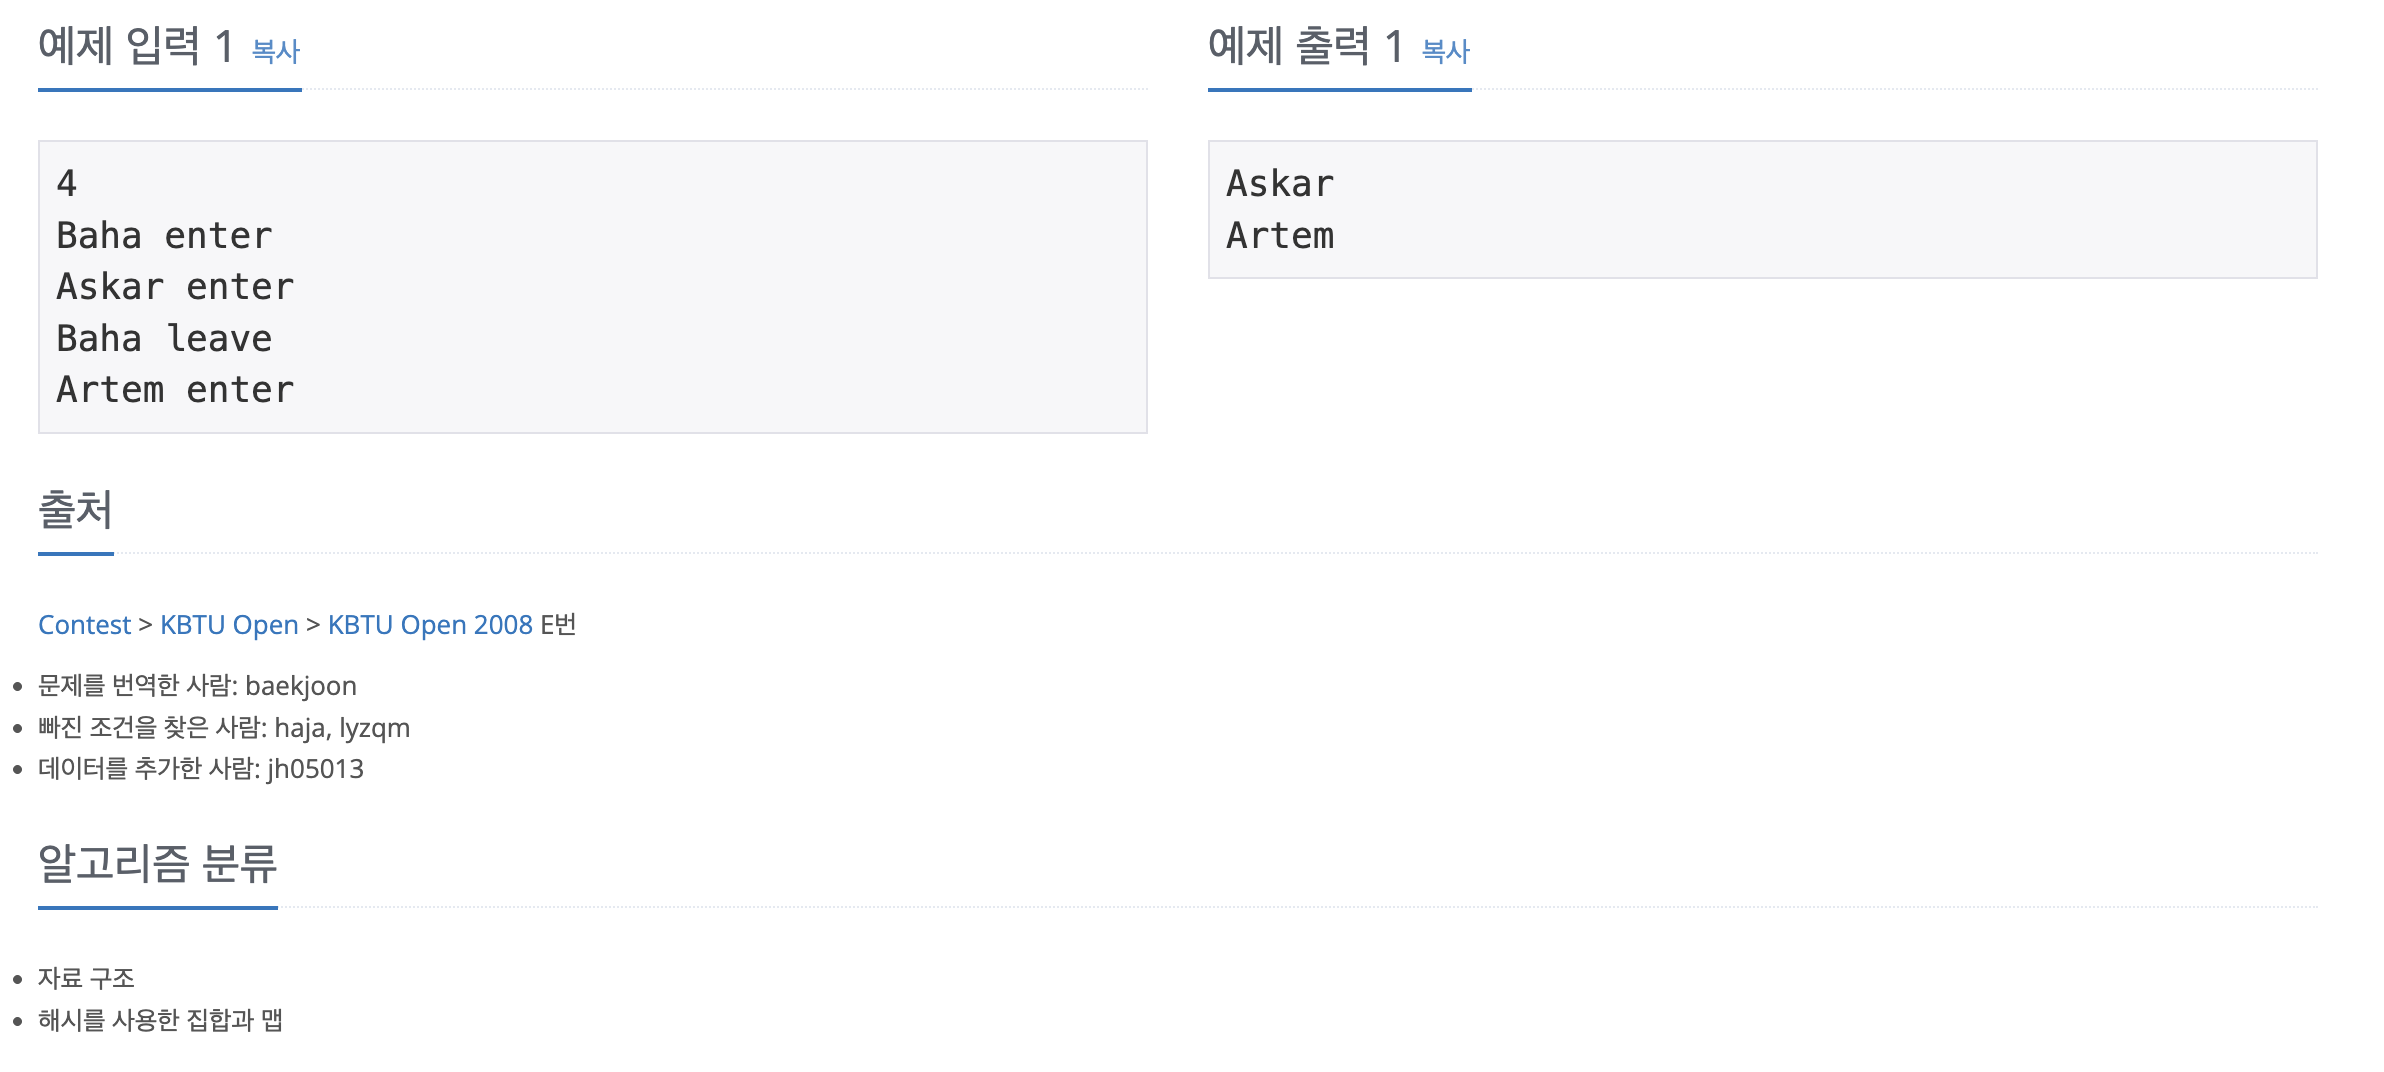 예제 입력 1 복사
4
Baha enter
Askar enter
Baha leave
Artem enter
예제 출력 1 복사
Askar
Artem
출처
Contest > KBTU Open > KBTU Open 2008 E번
문제를 번역한 사람: baekjoon
빠진 조건을 찾은 사람: haja, lyzqm
데이터를 추가한 사람: jh05013
알고리즘 분류
자료 구조
해시를 사용한 집합과 맵